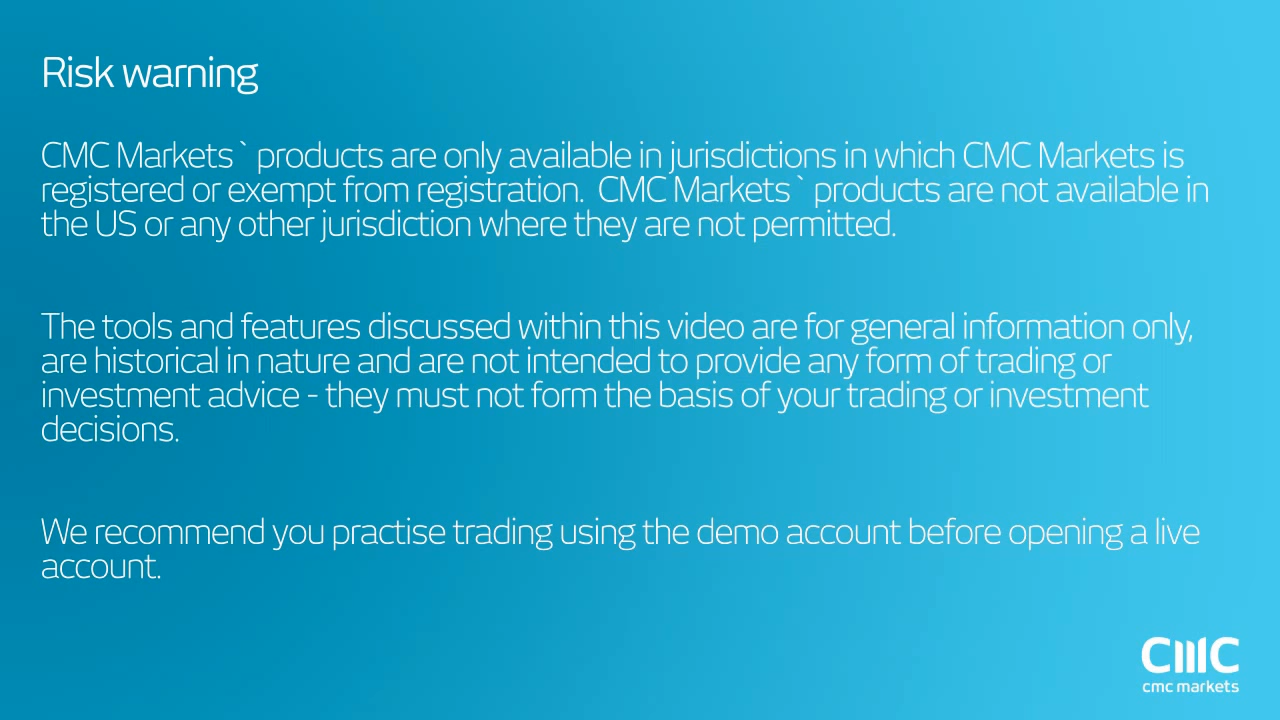 Risk warning
CMC Markets` products are only available in jurisdictions in which CMC Markets is
registered or exempt from registration.  CMC Markets` products are not available in
the US or any other jurisdiction where they are not permitted.
The tools and features discussed within this video are for general information only,
are historical in nature and are not intended to provide any form of trading or
investment advice - they must not form the basis of your trading or investment
decisions.
We recommend you practise trading using the demo account before opening a live
account.
CMC
cmc markets